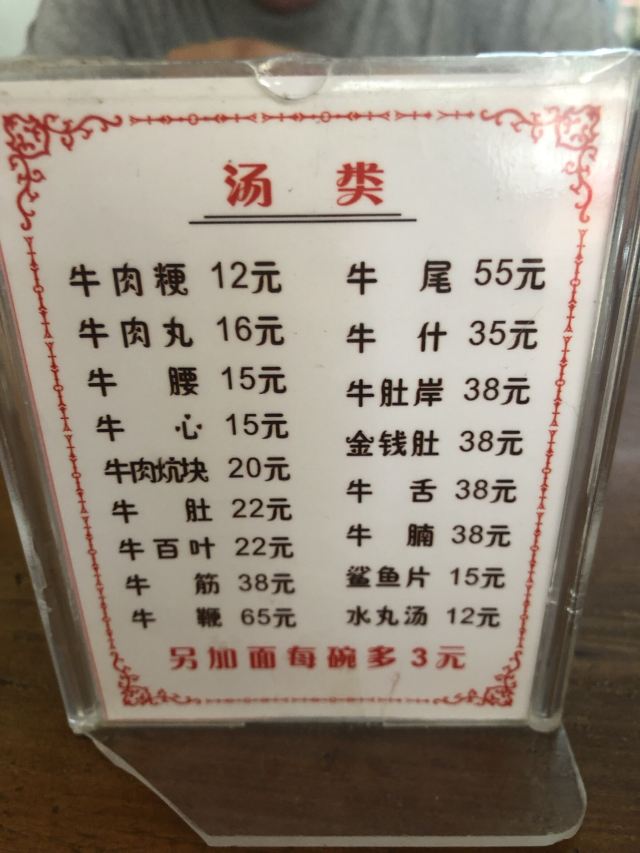 汤 类
牛肉粳 12元 牛 尾 55元
牛肉丸 16元 牛 什 35元
牛 腰 15元 牛肚岸 38元
牛 心 15元 金钱肚 38元
牛肉炕块 20元 牛 舌 38元
牛 肚 22元 牛 腩 38元
牛百叶 22元 鲨鱼片 15元
牛 筋 38元 水丸汤 12元
牛 鞭 65元
另加面每碗多3元